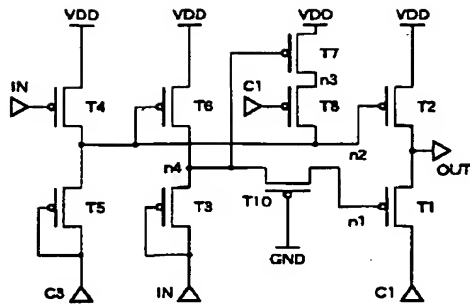 VDD VDD VDD VDD
T7
IN C1 n3
T4 T6 T8 T2
n4 n2
OUT
T5 T3 T10 n1 T1
GND
C3 IN C1